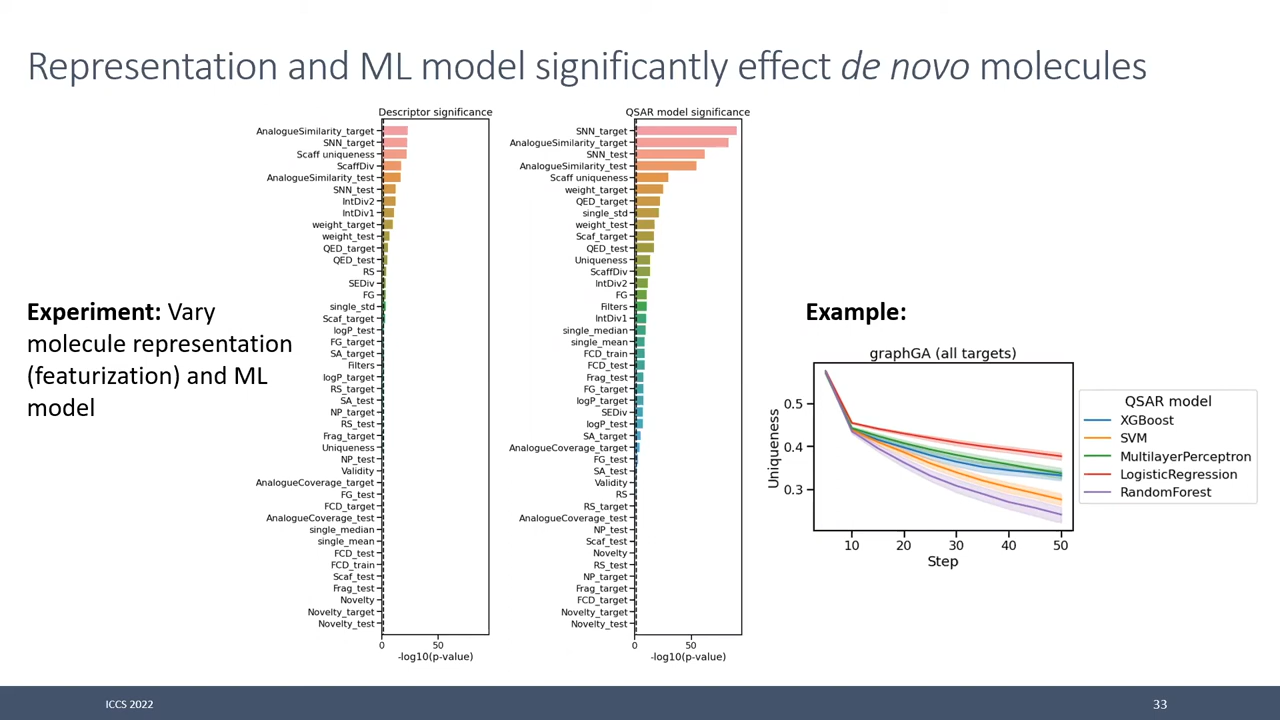 Representation and ML model significantly effect de novo molecules
Experiment: Vary
molecule representation
(featurization) and ML
model
Descriptor significance
AnalogueSimilarity_target
SNN_target
Scaff uniqueness
ScaffDiv
AnalogueSimilarity_test
SNN_test
IntDiv2
IntDiv1
weight_target
weight_test
QED_target
QED_test
RS
SEDiv
FG
single_std
Scaf_target
logP_test
FG_target
SA_target
Filters
logP_target
RS_target
SA_test
NP_target
RS_test
Frag_target
Uniqueness
NP_test
Validity
AnalogueCoverage_target
FG_test
FCD_target
AnalogueCoverage_test
single_median
single_mean
FCD_test
FCD_train
Scaf_test
Frag_test
Novelty
Novelty_target
Novelty_test
0 50
-log10(p-value)
QSAR model significance
SNN_target
AnalogueSimilarity_target
SNN_test
AnalogueSimilarity_test
Scaff uniqueness
weight_target
QED_target
single_std
weight_test
Scaf_target
QED_test
Uniqueness
ScaffDiv
IntDiv2
FG
Filters
IntDiv1
single_median
single_mean
FCD_train
FCD_test
Frag_test
FG_target
logP_target
SEDiv
logP_test
SA_target
AnalogueCoverage_target
FG_test
SA_test
Validity
RS
RS_target
AnalogueCoverage_test
NP_test
Scaf_test
Novelty
RS_test
NP_target
Frag_target
FCD_target
Novelty_target
Novelty_test
0 50
-log10(p-value)
Example:
graphGA (all targets)
Uniqueness
0.5
0.4
0.3
10 20 30 40 50
Step
QSAR model
XGBoost
SVM
MultilayerPerceptron
LogisticRegression
RandomForest
ICCS 2022
33